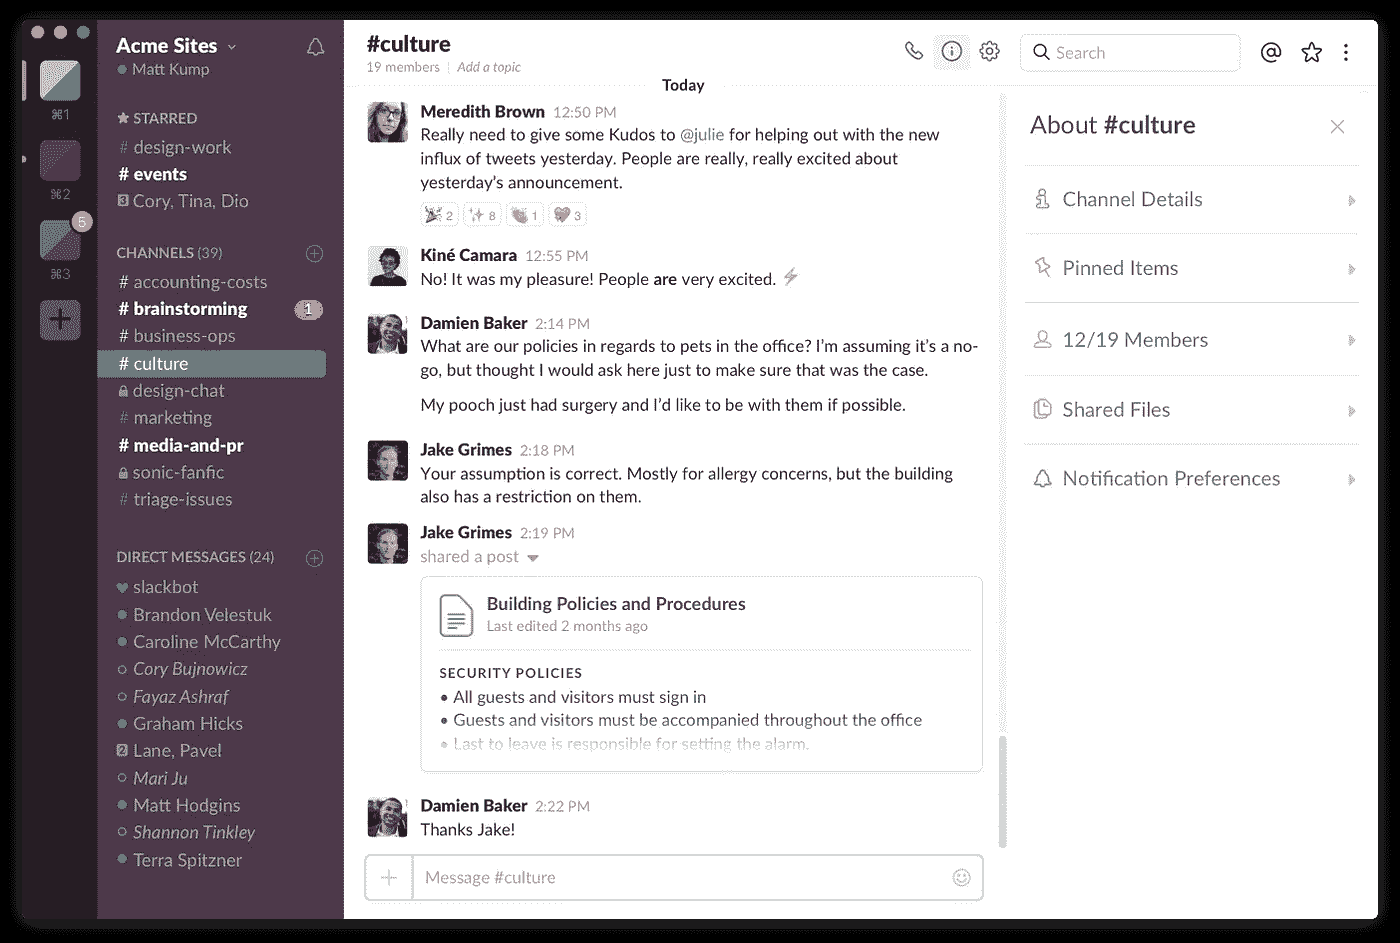 Acme Sites
Matt Kump
⌘1
⌘2
5
⌘3
STARRED
# design-work
# events
3 Cory, Tina, Dio
CHANNELS (39)
# accounting-costs
# brainstorming 1
# business-ops
# culture
design-chat
# marketing
# media-and-pr
sonic-fanfic
# triage-issues
DIRECT MESSAGES (24)
slackbot
Brandon Velestuk
Caroline McCarthy
Cory Bujnowicz
Fayaz Ashraf
Graham Hicks
2 Lane, Pavel
Mari Ju
Matt Hodgins
Shannon Tinkley
Terra Spitzner
#culture
19 members | Add a topic
Search
Today
Meredith Brown 12:50 PM
Really need to give some Kudos to @julie for helping out with the new
influx of tweets yesterday. People are really, really excited about
yesterday’s announcement.
2 8 1 3
Kiné Camara 12:55 PM
No! It was my pleasure! People are very excited.
Damien Baker 2:14 PM
What are our policies in regards to pets in the office? I’m assuming it’s a no-
go, but thought I would ask here just to make sure that was the case.
My pooch just had surgery and I’d like to be with them if possible.
Jake Grimes 2:18 PM
Your assumption is correct. Mostly for allergy concerns, but the building
also has a restriction on them.
Jake Grimes 2:19 PM
shared a post
Building Policies and Procedures
Last edited 2 months ago
SECURITY POLICIES
• All guests and visitors must sign in
• Guests and visitors must be accompanied throughout the office
• Last to leave is responsible for setting the alarm.
Damien Baker 2:22 PM
Thanks Jake!
Message #culture
About #culture
Channel Details
Pinned Items
12/19 Members
Shared Files
Notification Preferences